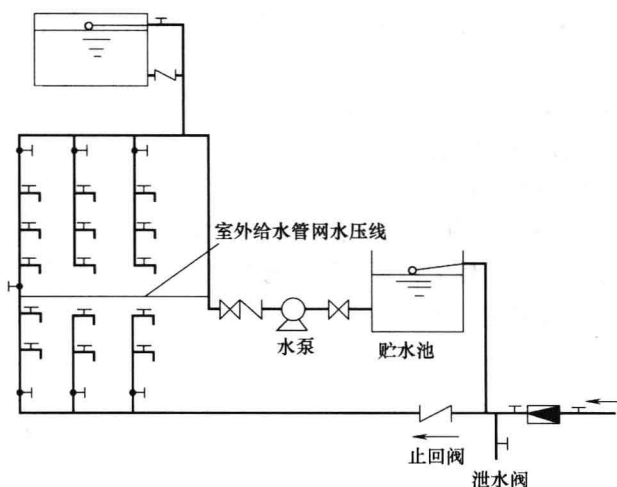 室外给水管网水压线
水泵
贮水池
止回阀
泄水阀